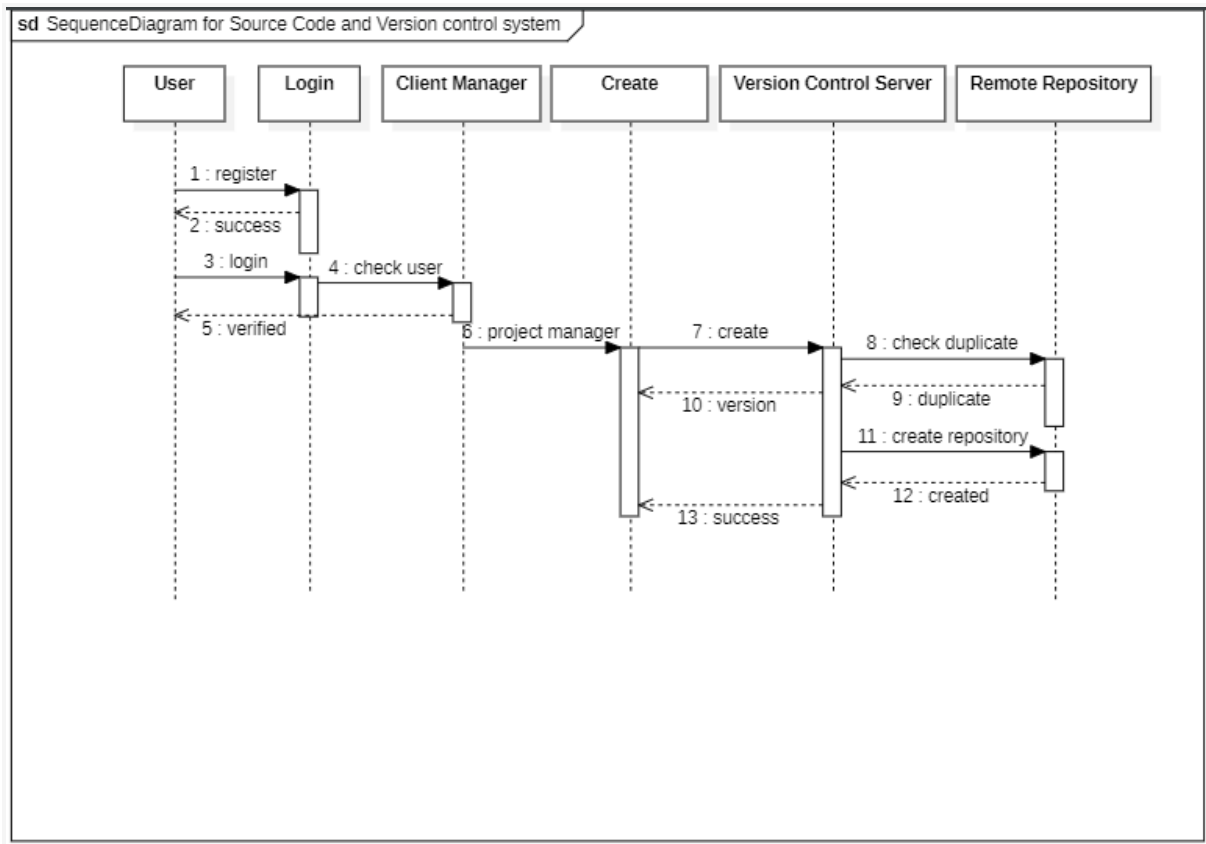 sd SequenceDiagram for Source Code and Version control system
User
Login
Client Manager
Create
Version Control Server
Remote Repository
1 : register
2 : success
3 : login
4 : check user
5 : verified
6 : project manager
7 : create
8 : check duplicate
9 : duplicate
10 : version
11 : create repository
12 : created
13 : success